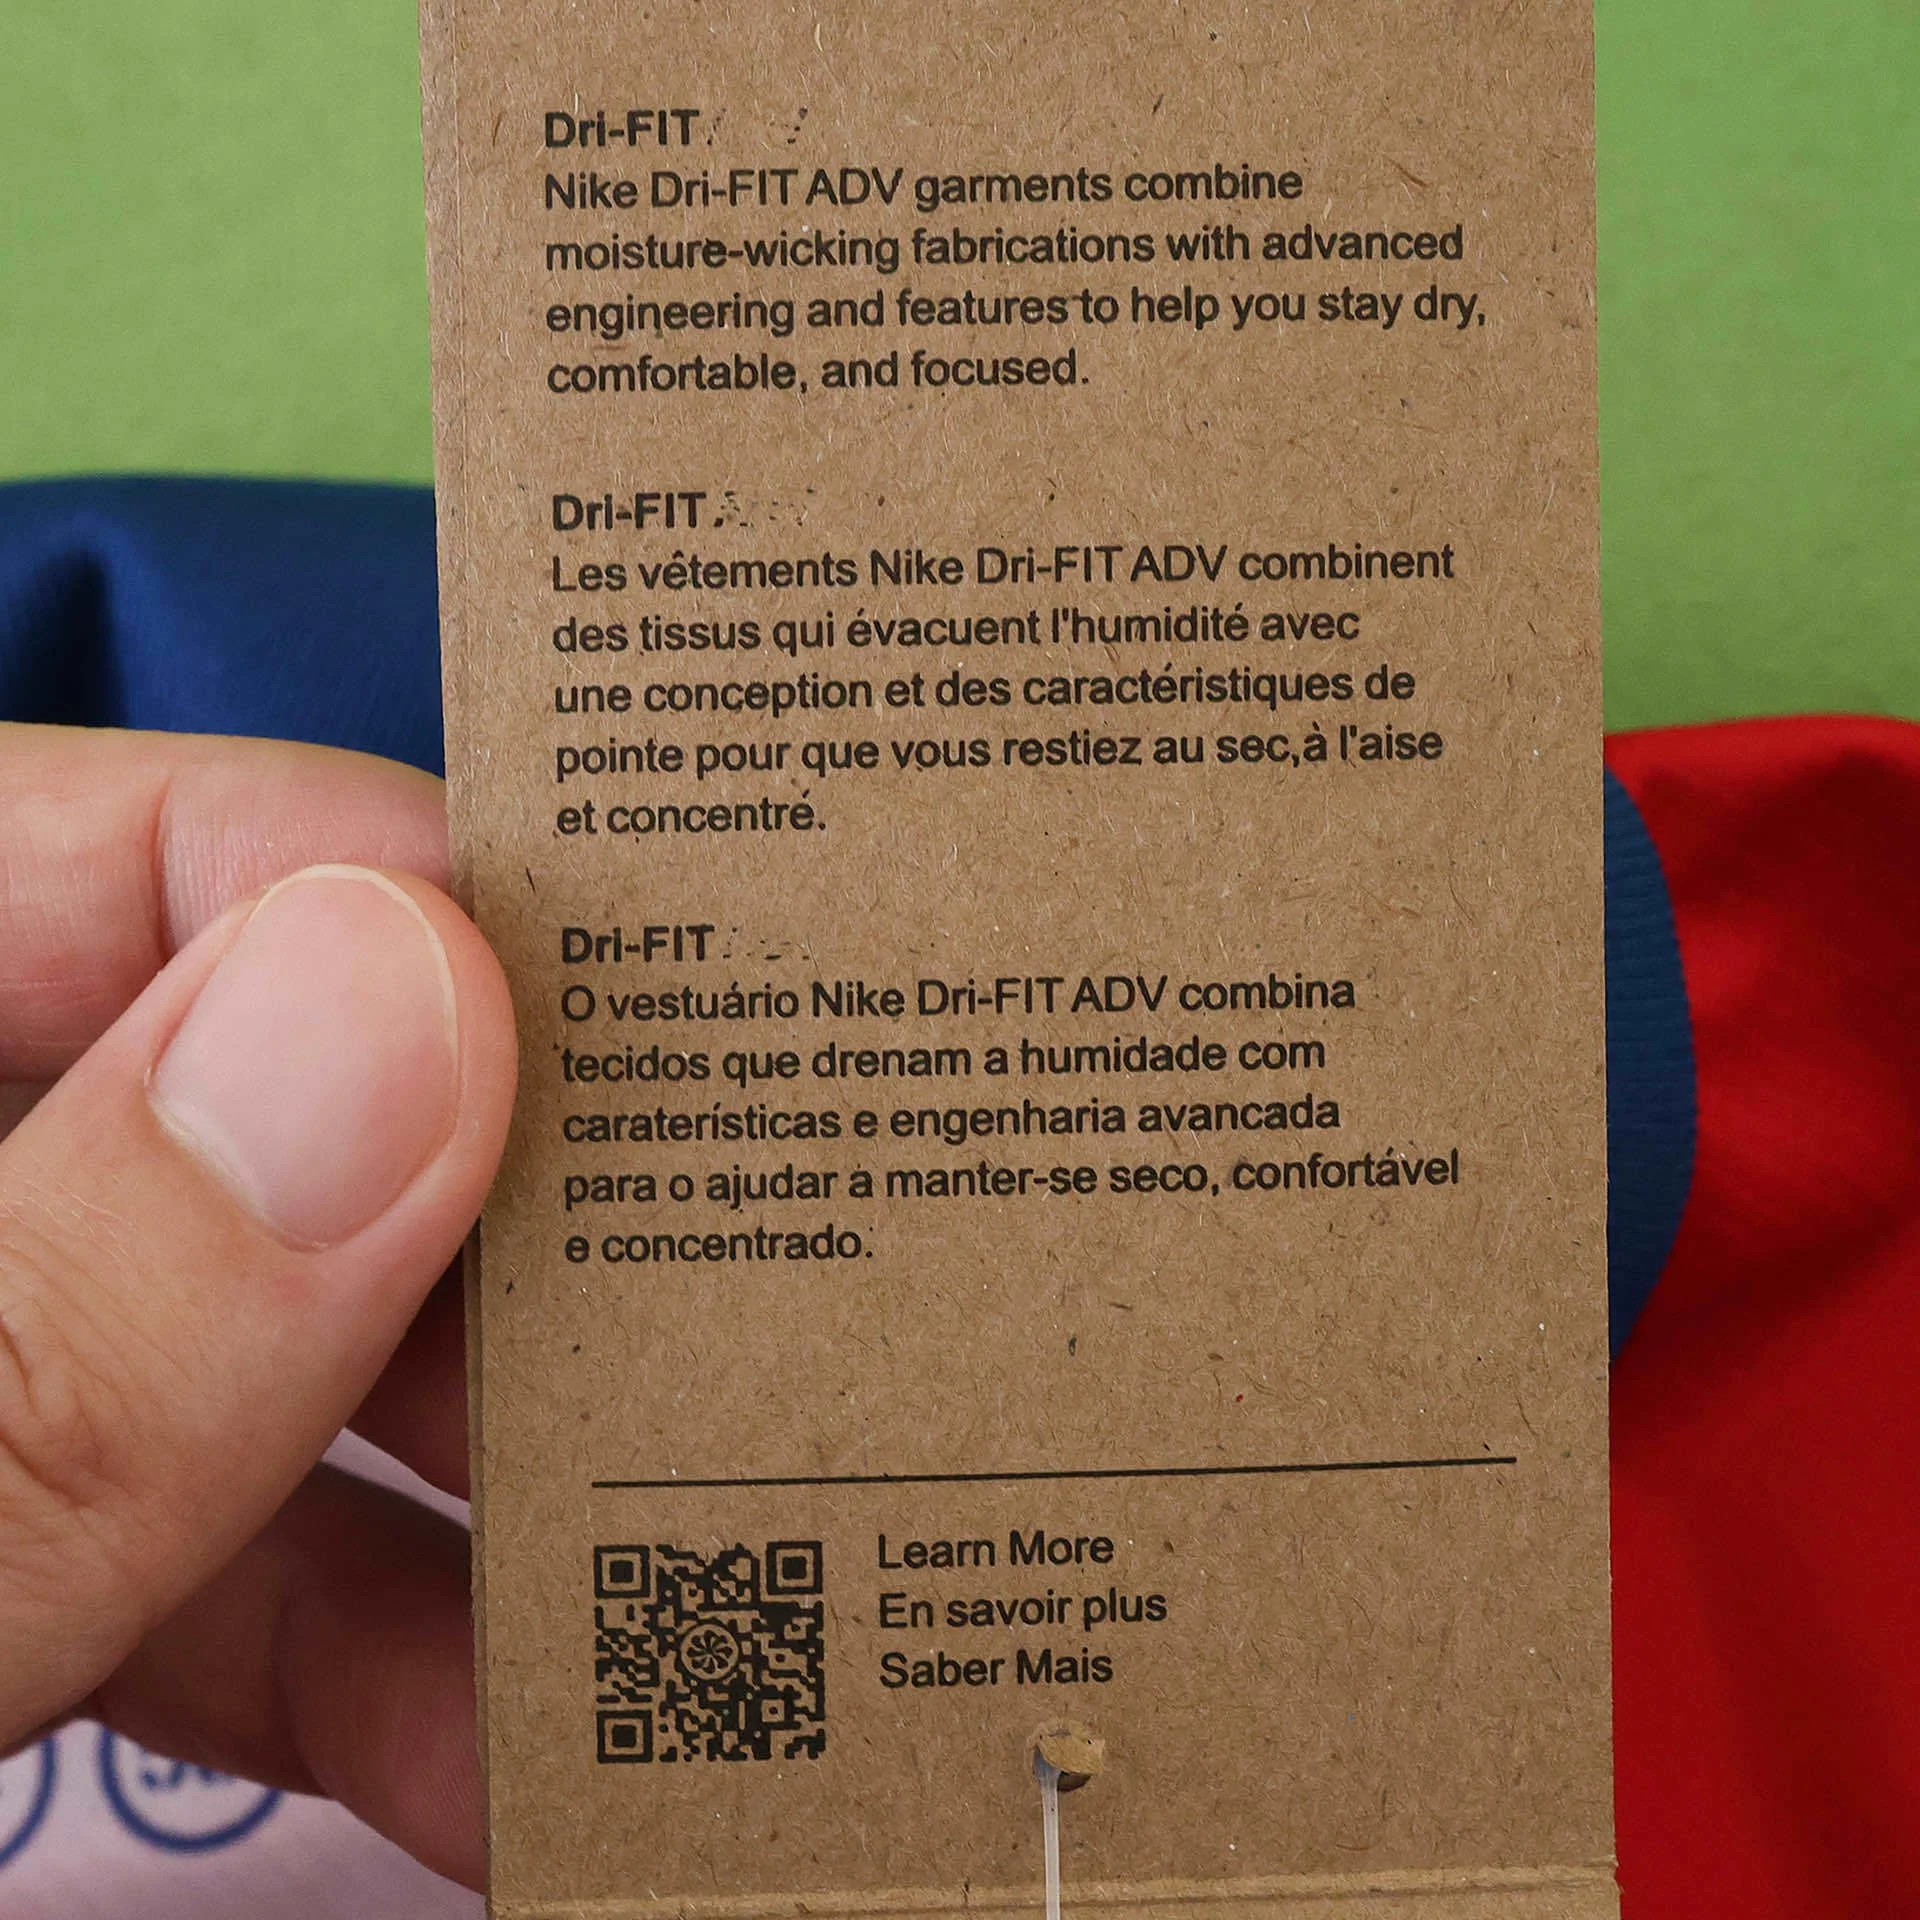 Dri-FIT
Nike Dri-FIT ADV garments combine
moisture-wicking fabrications with advanced
engineering and features to help you stay dry,
comfortable, and focused.
Dri-FIT
Les vêtements Nike Dri-FIT ADV combinent
des tissus qui évacuent l'humidité avec
une conception et des caractéristiques de
pointe pour que vous restiez au sec,à l'aise
et concentré.
Dri-FIT
O vestuário Nike Dri-FIT ADV combina
tecidos que drenam a humidade com
caraterísticas e engenharia avancada
para o ajudar a manter-se seco, confortável
e concentrado.
Learn More
En savoir plus
Saber Mais